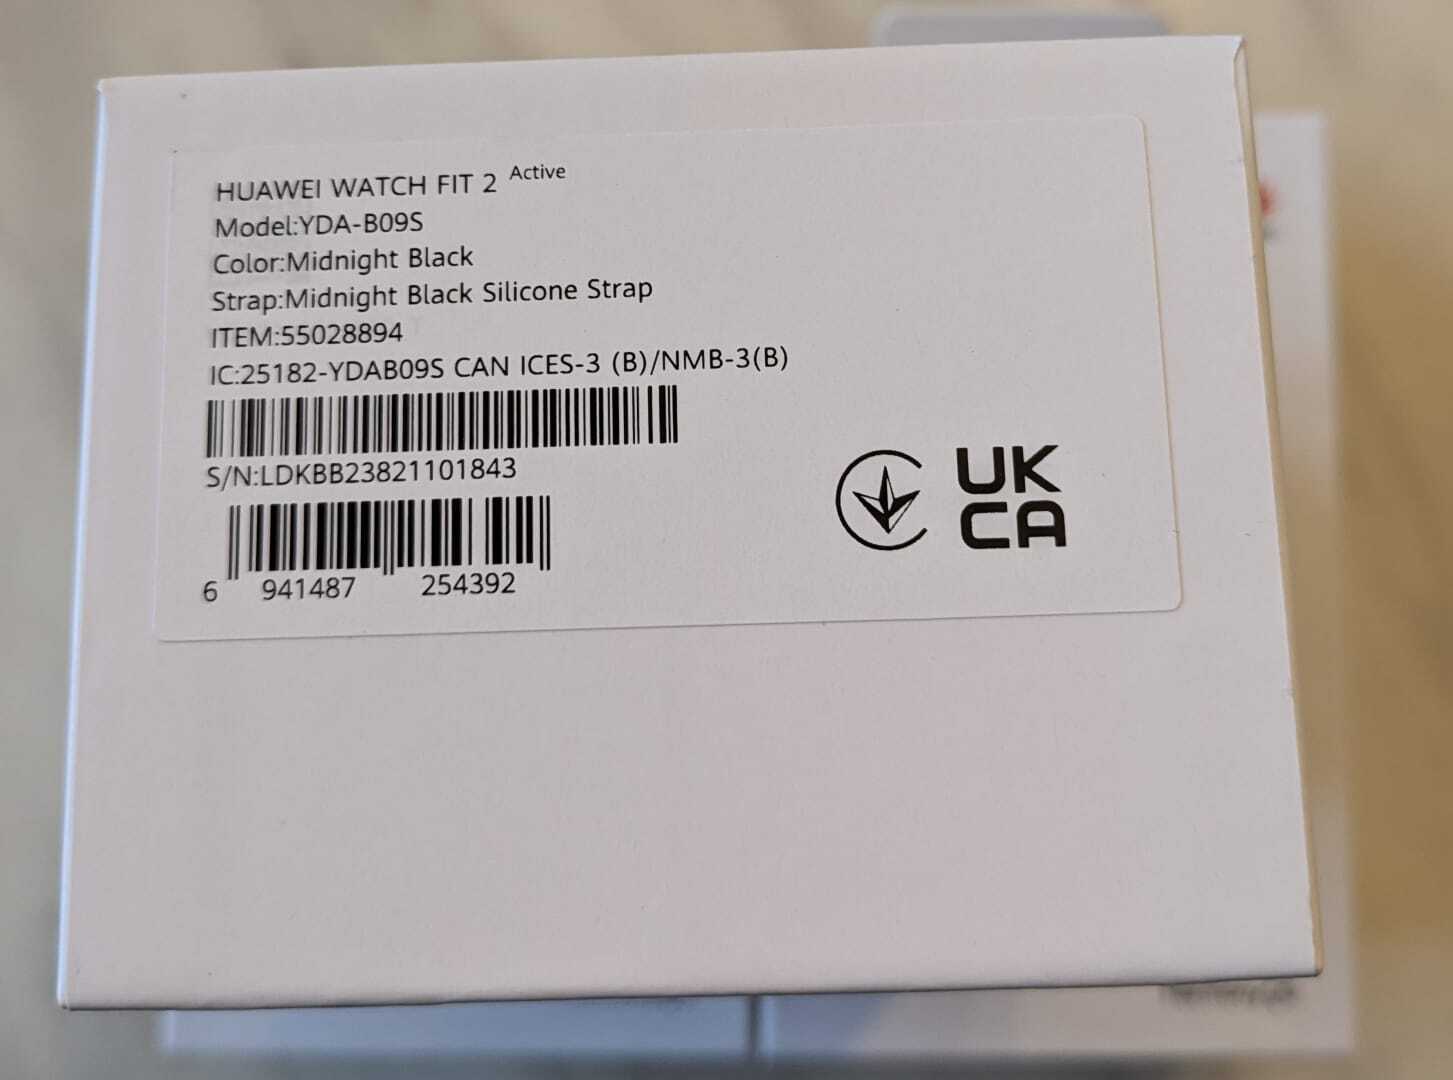 HUAWEI WATCH FIT 2 Active
Model:YDA-B09S
Color:Midnight Black
Strap:Midnight Black Silicone Strap
ITEM:55028894
IC:25182-YDAB09S CAN ICES-3 (B)/NMB-3(B)
S/N:LDKBB23821101843
6 941487 254392
UK
CA